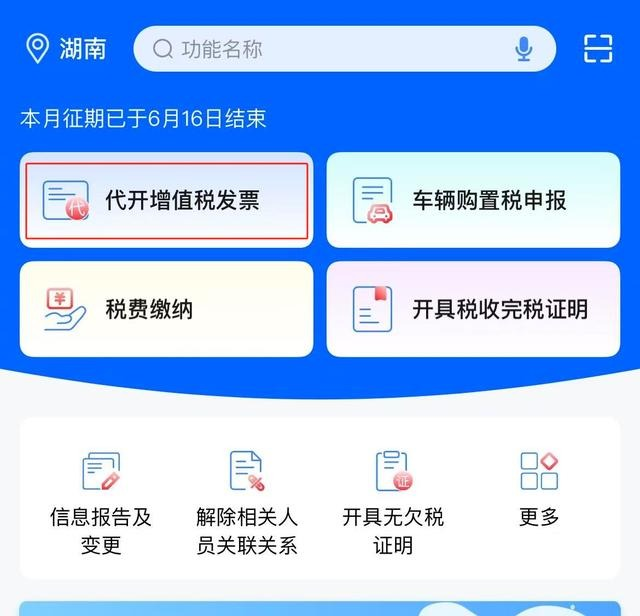 湖南
功能名称
本月征期已于6月16日结束
代
代开增值税发票
车辆购置税申报
¥
税费缴纳
开具税收完税证明
证
信息报告及
变更
解除相关人
员关联关系
开具无欠税
证明
更多